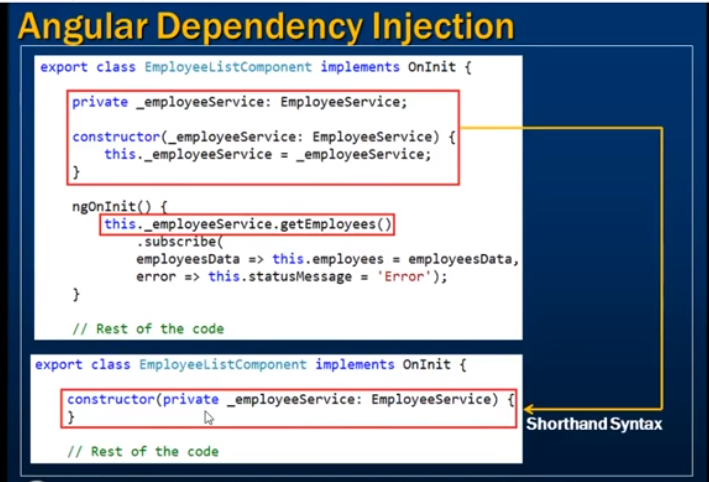 Angular Dependency Injection
export class EmployeeListComponent implements OnInit {
private _employeeService: EmployeeService;
constructor(_employeeService: EmployeeService) {
this._employeeService = _employeeService;
}
ngOnInit() {
this._employeeService.getEmployees()
.subscribe(
employeesData => this.employees = employeesData,
error => this.statusMessage = 'Error');
}
// Rest of the code
export class EmployeeListComponent implements OnInit {
constructor(private _employeeService: EmployeeService) {
}
Shorthand Syntax
// Rest of the code